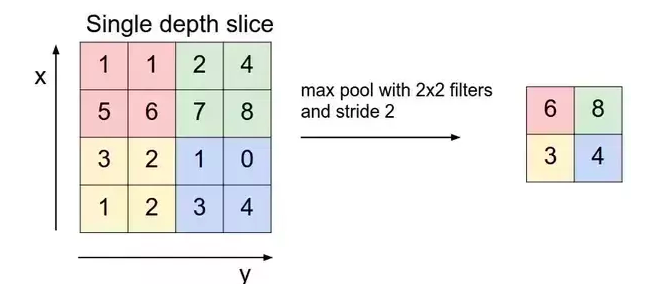 Single depth slice
x
1 1 2 4
5 6 7 8
3 2 1 0
1 2 3 4
y
max pool with 2x2 filters
and stride 2
6 8
3 4